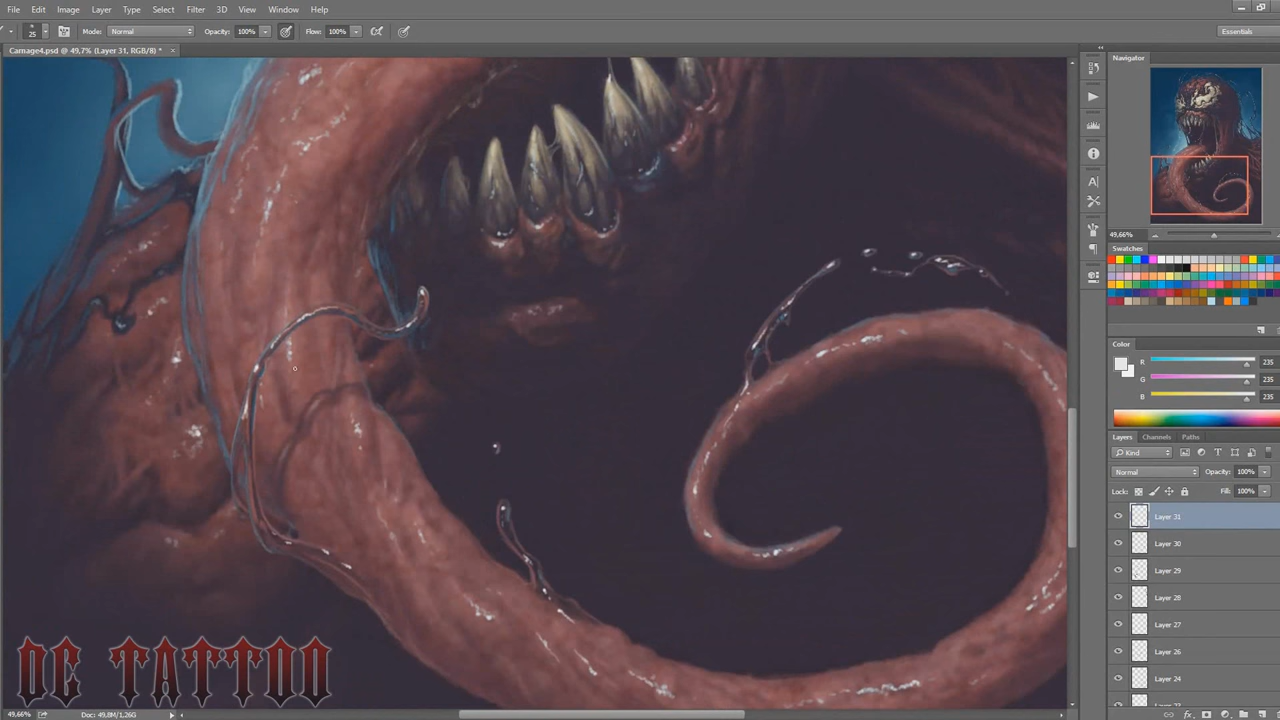 File Edit Image Layer Type Select Filter 3D View Window Help
25 Mode: Normal Opacity: 100% Flow: 100% Essentials
Carnage4.psd @ 49,7% (Layer 31, RGB/8) * ×
Navigator
49,66%
Swatches
Color
R 235
G 235
B 235
Layers Channels Paths
Kind
Normal Opacity: 100%
Lock: Fill: 100%
Layer 31
Layer 30
Layer 29
Layer 28
Layer 27
Layer 26
Layer 24
DC TATTOO
49,66% Doc: 49,8M/1,26G